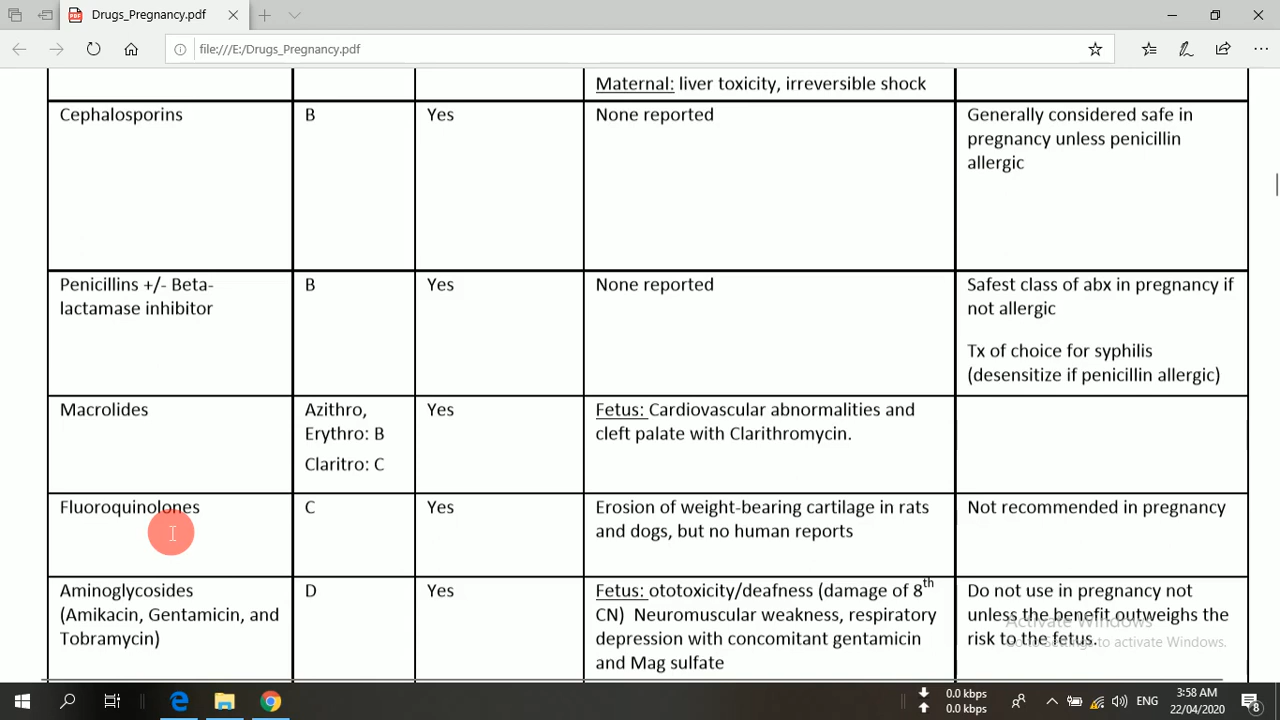 Drugs_Pregnancy.pdf
file:///E:/Drugs_Pregnancy.pdf
Maternal: liver toxicity, irreversible shock
Cephalosporins
B
Yes
None reported
Generally considered safe in
pregnancy unless penicillin
allergic
Penicillins +/- Beta-
lactamase inhibitor
B
Yes
None reported
Safest class of abx in pregnancy if
not allergic
Tx of choice for syphilis
(desensitize if penicillin allergic)
Macrolides
Azithro,
Erythro: B
Claritro: C
Yes
Fetus: Cardiovascular abnormalities and
cleft palate with Clarithromycin.
Fluoroquinolones
C
Yes
Erosion of weight-bearing cartilage in rats
and dogs, but no human reports
Not recommended in pregnancy
Aminoglycosides
(Amikacin, Gentamicin, and
Tobramycin)
D
Yes
Fetus: ototoxicity/deafness (damage of 8th
CN) Neuromuscular weakness, respiratory
depression with concomitant gentamicin
and Mag sulfate
Do not use in pregnancy not
unless the benefit outweighs the
risk to the fetus.
Activate Windows
Go to Settings to activate Windows.
0.0 kbps
0.0 kbps
ENG
3:58 AM
22/04/2020
8